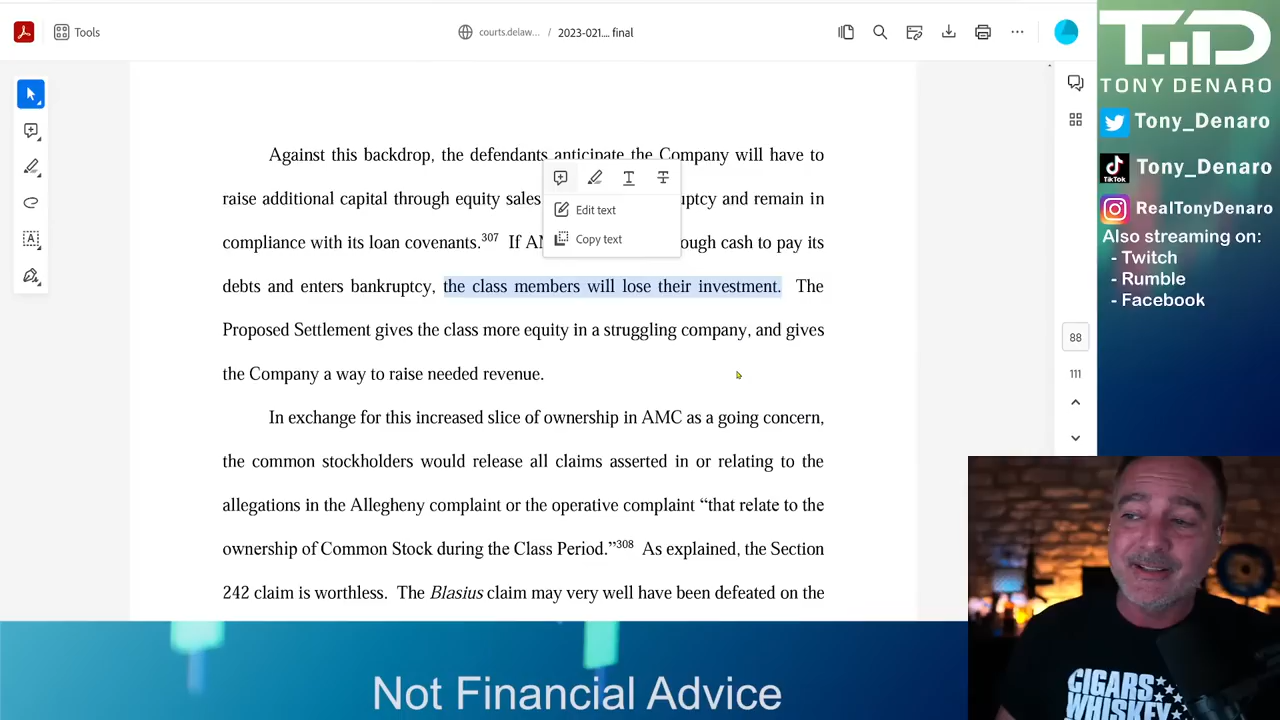 Tools
courts.delaw... / 2023-021.... final
Against this backdrop, the defendants anticipate the Company will have to
raise additional capital through equity sales uptcy and remain in
compliance with its loan covenants.307 If ough cash to pay its
debts and enters bankruptcy, the class members will lose their investment. The
Proposed Settlement gives the class more equity in a struggling company, and gives
the Company a way to raise needed revenue.
In exchange for this increased slice of ownership in AMC as a going concern,
the common stockholders would release all claims asserted in or relating to the
allegations in the Allegheny complaint or the operative complaint “that relate to the
ownership of Common Stock during the Class Period.”308 As explained, the Section
242 claim is worthless. The Blasius claim may very well have been defeated on the
Edit text
Copy text
88
111
TD
TONY DENARO
Tony_Denaro
TikTok
Tony_Denaro
RealTonyDenaro
Also streaming on:
- Twitch
- Rumble
- Facebook
CIGARS
WHISKEY
Not Financial Advice